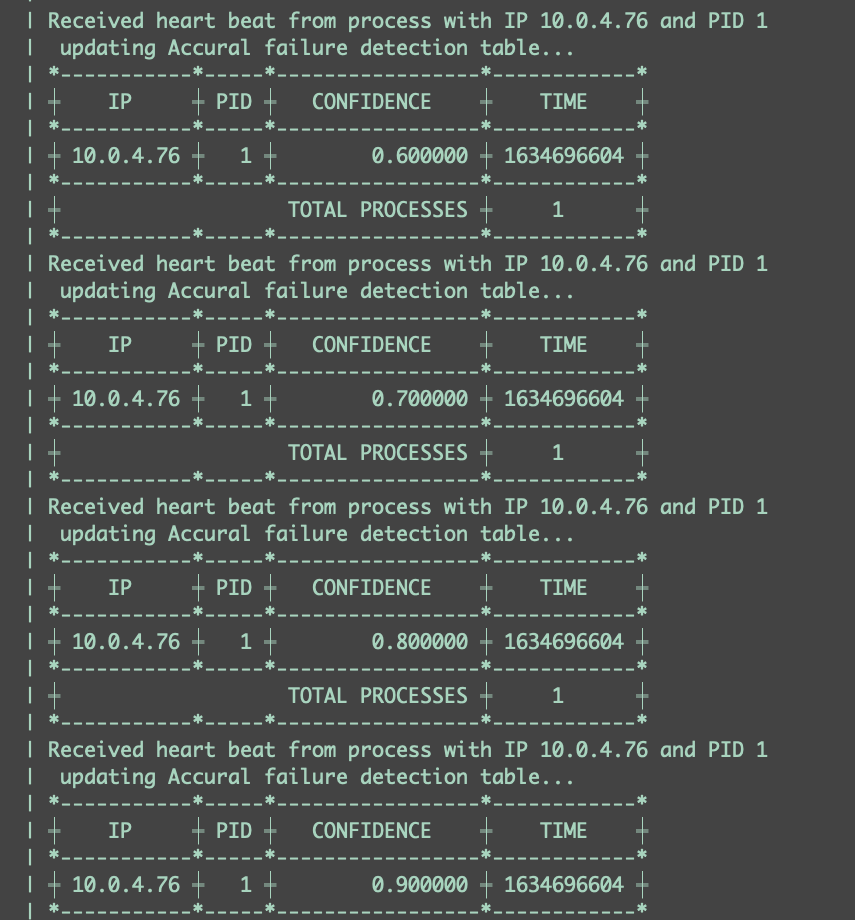 | Received heart beat from process with IP 10.0.4.76 and PID 1
|  updating Accural failure detection table...
| *-----------*-----*-----------------*------------*
| ╪    IP     ╪ PID ╪   CONFIDENCE    ╪    TIME    ╪
| *-----------*-----*-----------------*------------*
| ╪ 10.0.4.76 ╪   1 ╪        0.600000 ╪ 1634696604 ╪
| *-----------*-----*-----------------*------------*
| ╪                   TOTAL PROCESSES ╪     1      ╪
| *-----------*-----*-----------------*------------*
| Received heart beat from process with IP 10.0.4.76 and PID 1
|  updating Accural failure detection table...
| *-----------*-----*-----------------*------------*
| ╪    IP     ╪ PID ╪   CONFIDENCE    ╪    TIME    ╪
| *-----------*-----*-----------------*------------*
| ╪ 10.0.4.76 ╪   1 ╪        0.700000 ╪ 1634696604 ╪
| *-----------*-----*-----------------*------------*
| ╪                   TOTAL PROCESSES ╪     1      ╪
| *-----------*-----*-----------------*------------*
| Received heart beat from process with IP 10.0.4.76 and PID 1
|  updating Accural failure detection table...
| *-----------*-----*-----------------*------------*
| ╪    IP     ╪ PID ╪   CONFIDENCE    ╪    TIME    ╪
| *-----------*-----*-----------------*------------*
| ╪ 10.0.4.76 ╪   1 ╪        0.800000 ╪ 1634696604 ╪
| *-----------*-----*-----------------*------------*
| ╪                   TOTAL PROCESSES ╪     1      ╪
| *-----------*-----*-----------------*------------*
| Received heart beat from process with IP 10.0.4.76 and PID 1
|  updating Accural failure detection table...
| *-----------*-----*-----------------*------------*
| ╪    IP     ╪ PID ╪   CONFIDENCE    ╪    TIME    ╪
| *-----------*-----*-----------------*------------*
| ╪ 10.0.4.76 ╪   1 ╪        0.900000 ╪ 1634696604 ╪
| *-----------*-----*-----------------*------------*